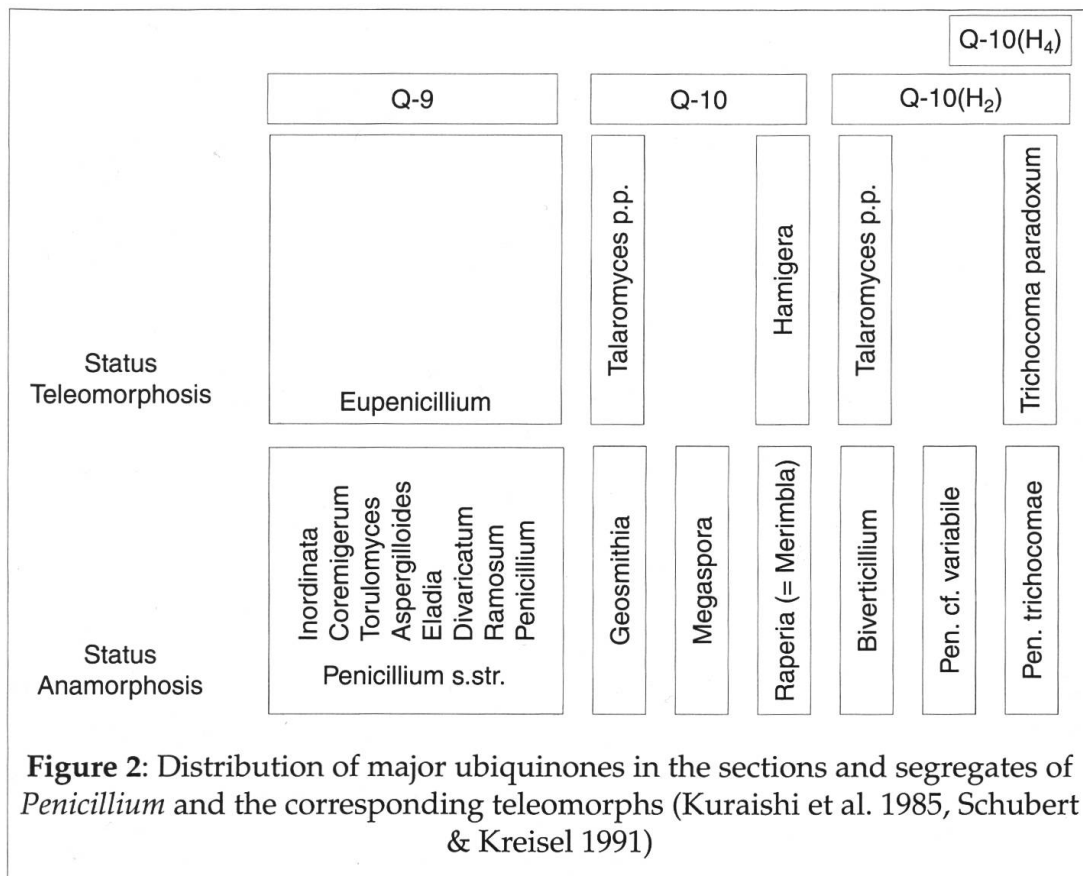 Q-10(H₄)
Q-9
Q-10
Q-10(H₂)
Status
Teleomorphosis
Eupenicillium
Talaromyces p.p.
Hamigera
Talaromyces p.p.
Trichocoma paradoxum
Status
Anamorphosis
Inordinata
Coremigerum
Torulomyces
Aspergilloides
Eladia
Divaricatum
Ramosum
Penicillium
Penicillium s.str.
Geosmithia
Megaspora
Raperia (= Merimbla)
Biverticillium
Pen. cf. variabile
Pen. trichocomae
Figure 2: Distribution of major ubiquinones in the sections and segregates of
Penicillium and the corresponding teleomorphs (Kuraishi et al. 1985, Schubert
& Kreisel 1991)